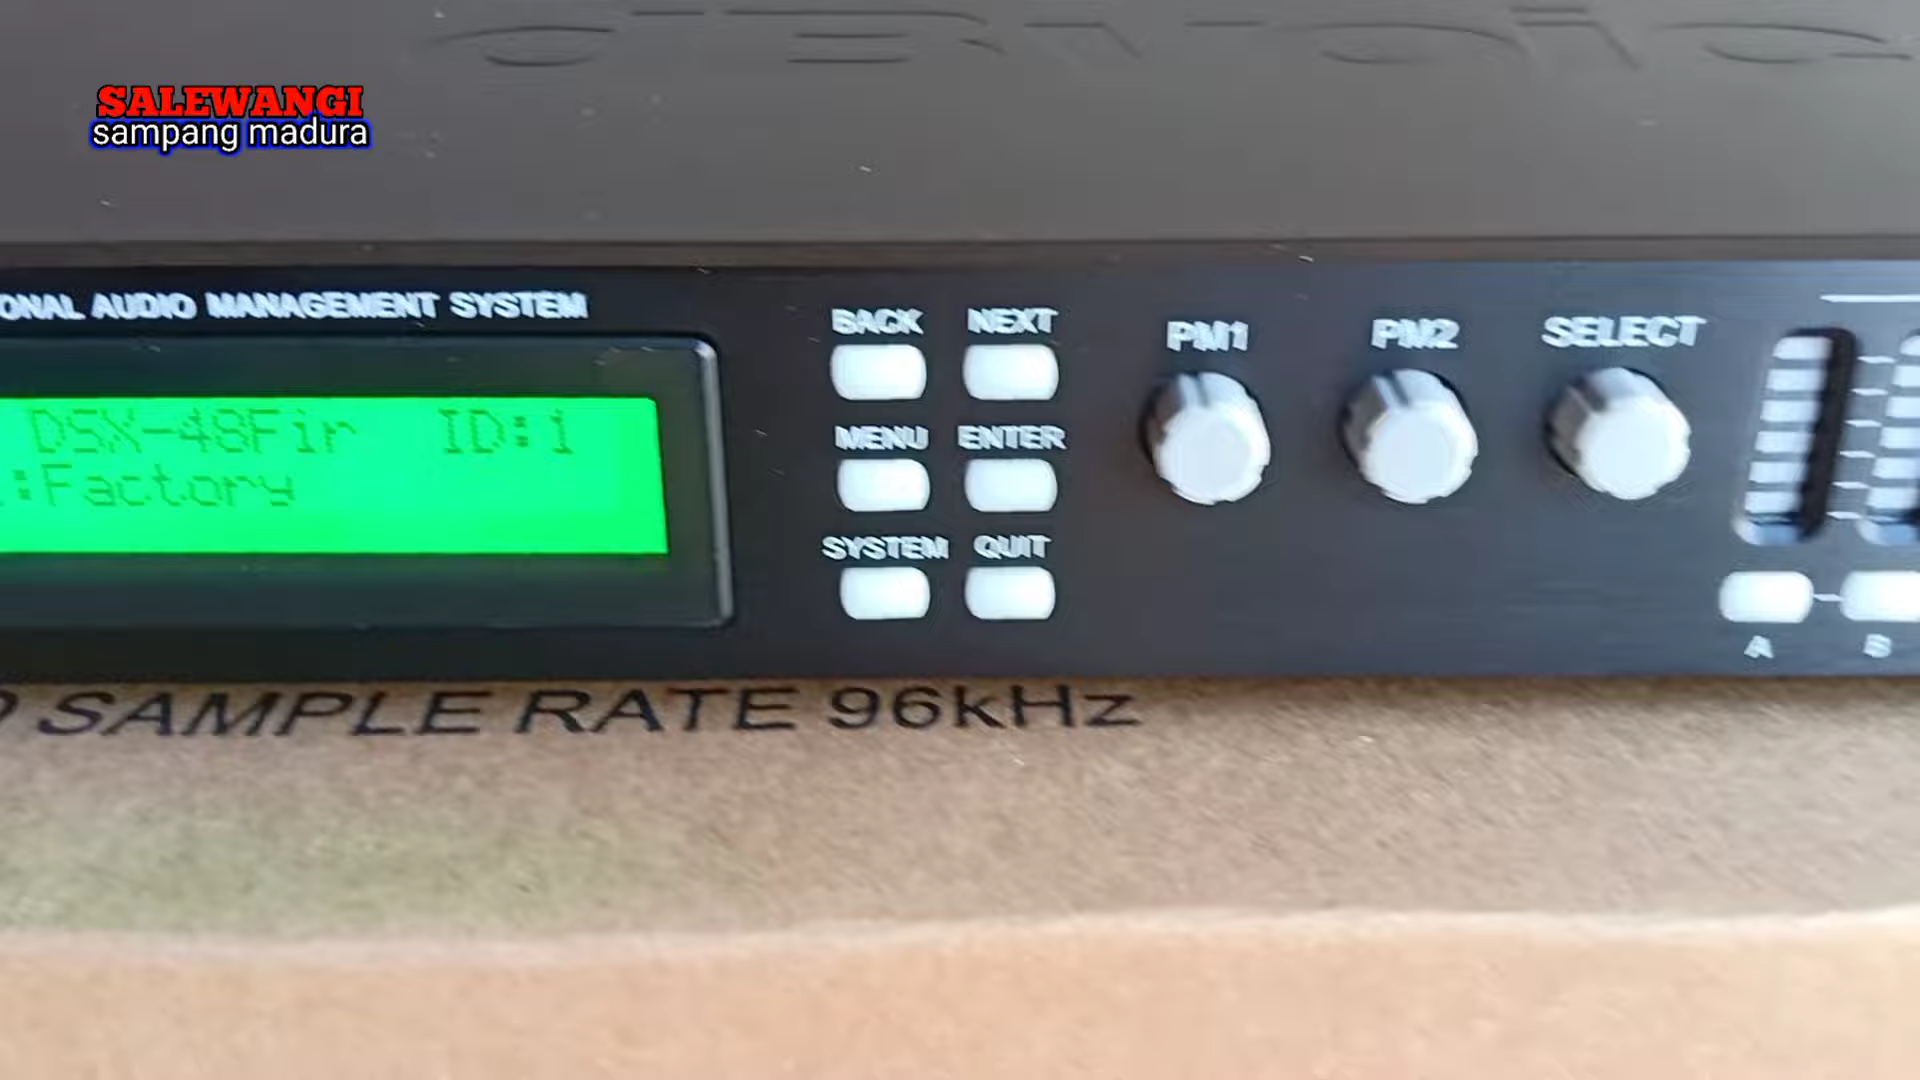 SALEWANGI
sampang madura
ONAL AUDIO MANAGEMENT SYSTEM
DSX-48Fir ID:1
:Factory
BACK NEXT
MENU ENTER
SYSTEM QUIT
PM1 PM2 SELECT
A B
SAMPLE RATE 96kHz